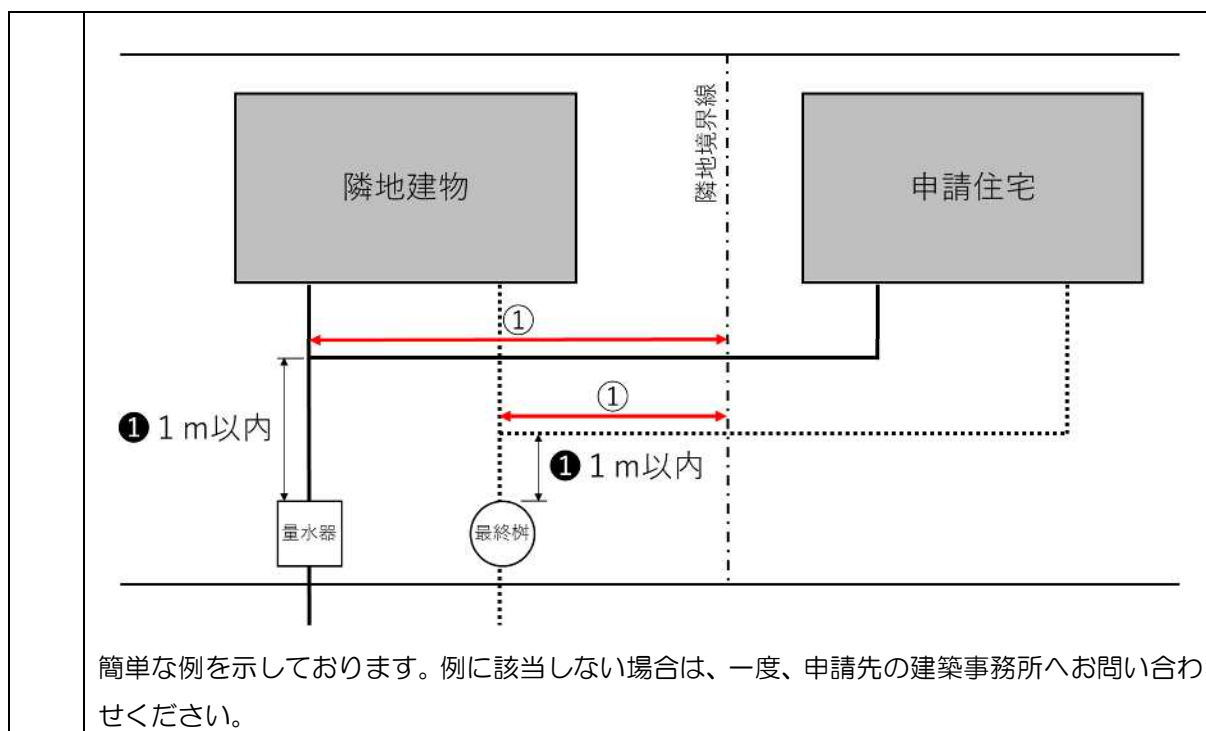 隣地境界線
隣地建物
申請住宅
①
①
❶１ｍ以内
❶１ｍ以内
量水器
最終桝
簡単な例を示しております。例に該当しない場合は、一度、申請先の建築事務所へお問い合わ
せください。